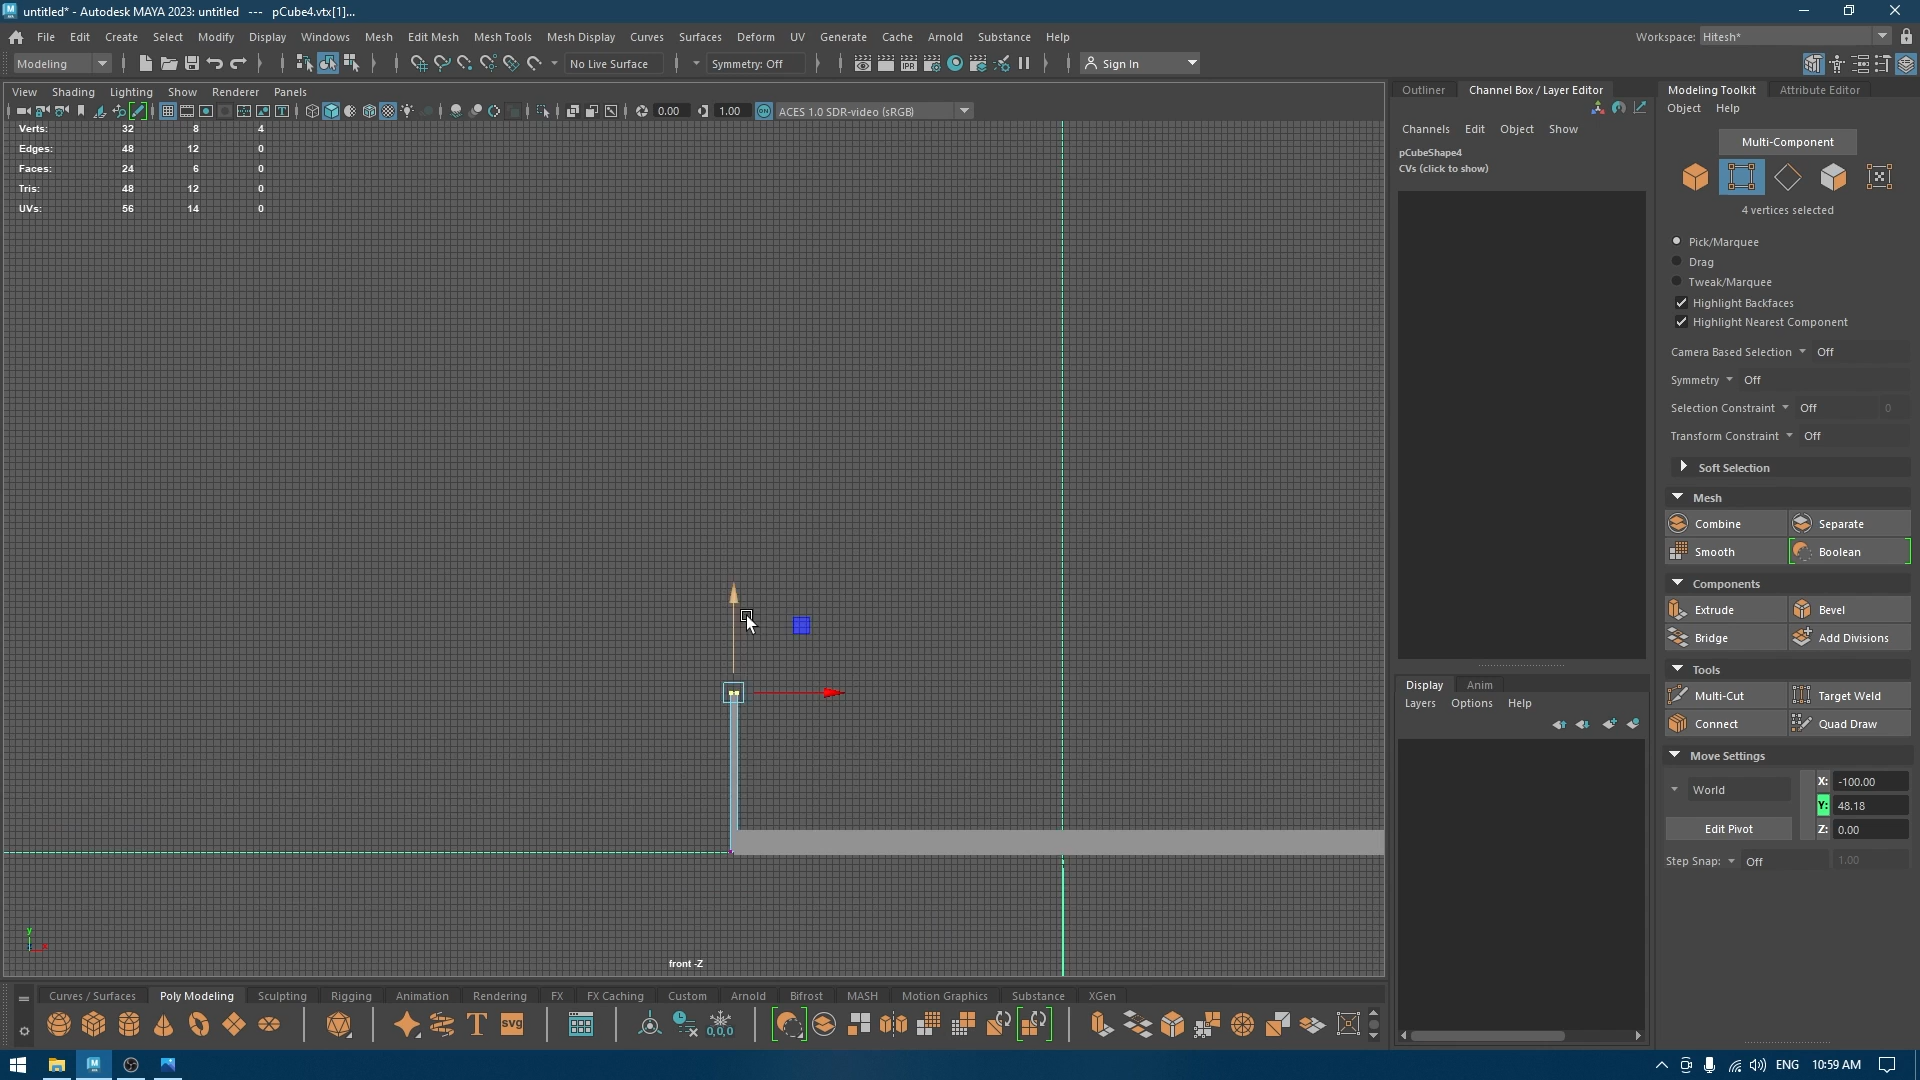 untitled* - Autodesk MAYA 2023: untitled --- pCube4.vtx[1]...
File Edit Create Select Modify Display Windows Mesh Edit Mesh Mesh Tools Mesh Display Curves Surfaces Deform UV Generate Cache Arnold Substance Help
Workspace: Hitesh*
Modeling
No Live Surface
Symmetry: Off
Sign In
View Shading Lighting Show Renderer Panels
0.00 1.00 ON ACES 1.0 SDR-video (sRGB)
Verts: 32 8 4
Edges: 48 12 0
Faces: 24 6 0
Tris: 48 12 0
UVs: 56 14 0
y
x
front -Z
Outliner Channel Box / Layer Editor
Channels Edit Object Show
pCubeShape4
CVs (click to show)
Display Anim
Layers Options Help
Modeling Toolkit Attribute Editor
Object Help
Multi-Component
4 vertices selected
Pick/Marquee
Drag
Tweak/Marquee
Highlight Backfaces
Highlight Nearest Component
Camera Based Selection Off
Symmetry Off
Selection Constraint Off 0
Transform Constraint Off
Soft Selection
Mesh
Combine Separate
Smooth Boolean
Components
Extrude Bevel
Bridge Add Divisions
Tools
Multi-Cut Target Weld
Connect Quad Draw
Move Settings
World
Edit Pivot
X: -100.00
Y: 48.18
Z: 0.00
Step Snap: Off 1.00
Curves / Surfaces Poly Modeling Sculpting Rigging Animation Rendering FX FX Caching Custom Arnold Bifrost MASH Motion Graphics Substance XGen
T svg 0,0,0
ENG 10:59 AM